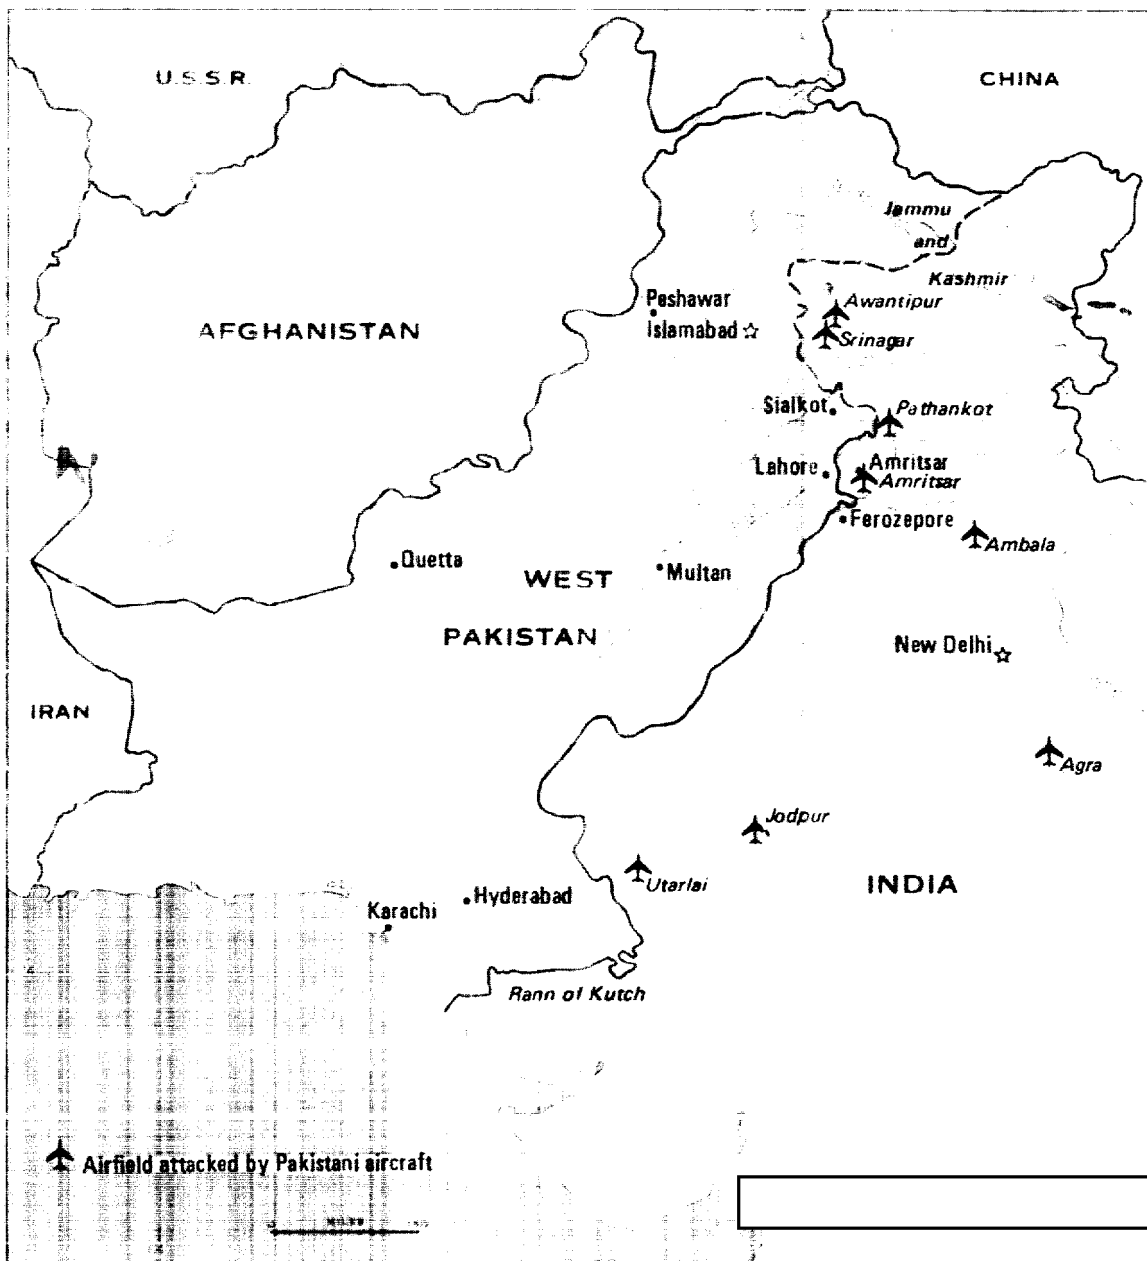 U.S.S.R.
CHINA
Jammu
and
Kashmir
Peshawar
Islamabad
Awantipur
Srinagar
AFGHANISTAN
Sialkot
Pathankot
Lahore
Amritsar
Amritsar
Ferozepore
Ambala
Quetta
WEST
Multan
PAKISTAN
New Delhi
IRAN
Agra
Jodpur
Utarlai
INDIA
Hyderabad
Karachi
Rann of Kutch
Airfield attacked by Pakistani aircraft